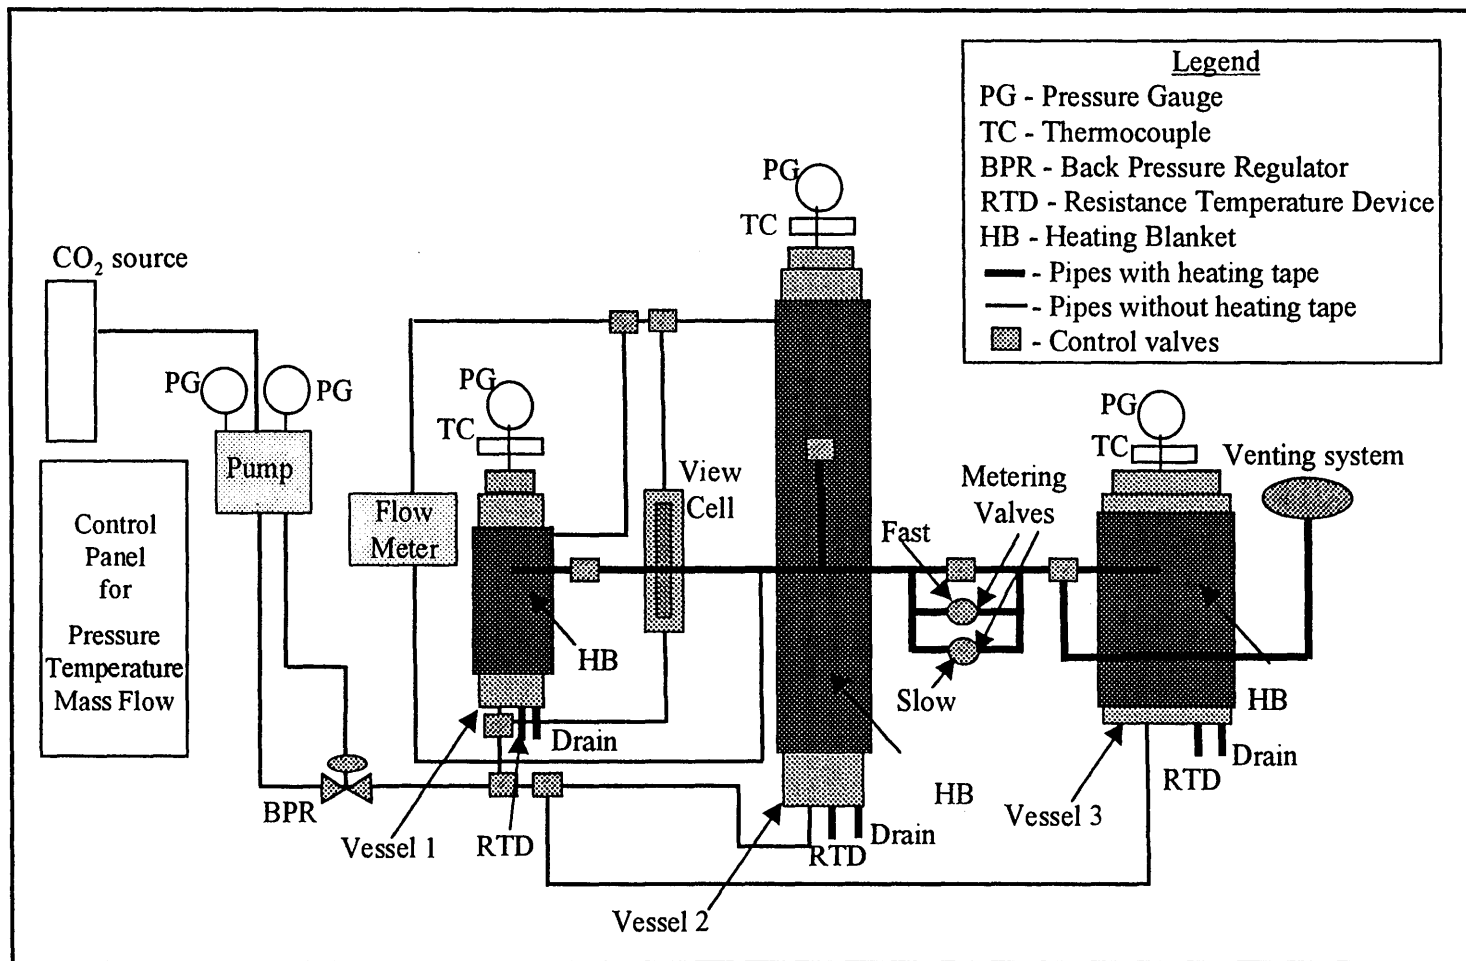 Legend
PG - Pressure Gauge
TC - Thermocouple
BPR - Back Pressure Regulator
RTD - Resistance Temperature Device
HB - Heating Blanket
- Pipes with heating tape
- Pipes without heating tape
- Control valves
CO₂ source
PG
PG
Pump
Control
Panel
for
Pressure
Temperature
Mass Flow
BPR
Flow
Meter
PG
TC
HB
Vessel 1
RTD
Drain
View
Cell
PG
TC
HB
Vessel 2
RTD
Drain
Metering
Valves
Fast
Slow
PG
TC
HB
Vessel 3
RTD
Drain
Venting system